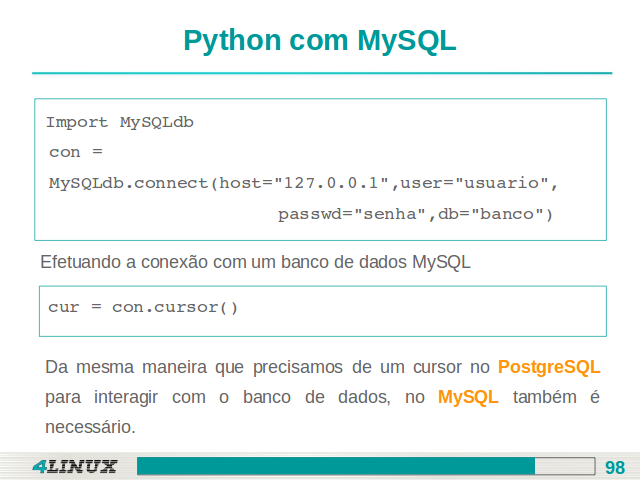 Python com MySQL
Import MySQLdb
con =
MySQLdb.connect(host="127.0.0.1",user="usuario",
passwd="senha",db="banco")
Efetuando a conexão com um banco de dados MySQL
cur = con.cursor()
Da mesma maneira que precisamos de um cursor no PostgreSQL
para interagir com o banco de dados, no MySQL também é
necessário.
4LINUX
98